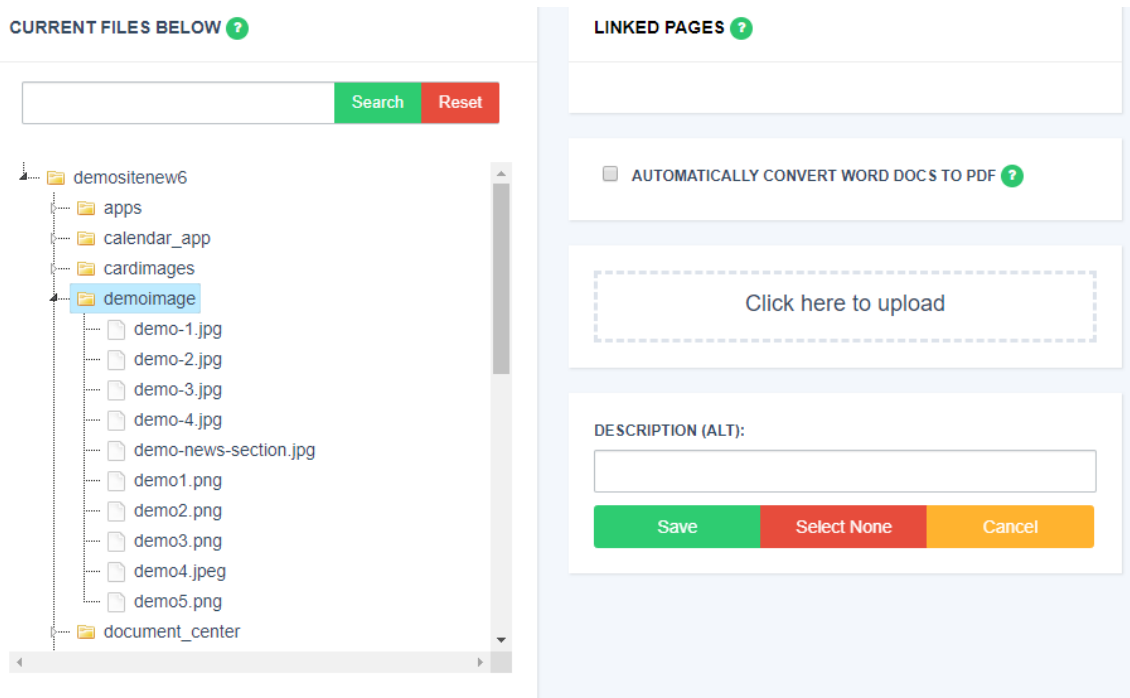 CURRENT FILES BELOW ?
Search Reset
demositenew6
apps
calendar_app
cardimages
demoimage
demo-1.jpg
demo-2.jpg
demo-3.jpg
demo-4.jpg
demo-news-section.jpg
demo1.png
demo2.png
demo3.png
demo4.jpeg
demo5.png
document_center
LINKED PAGES ?
AUTOMATICALLY CONVERT WORD DOCS TO PDF ?
Click here to upload
DESCRIPTION (ALT):
Save Select None Cancel